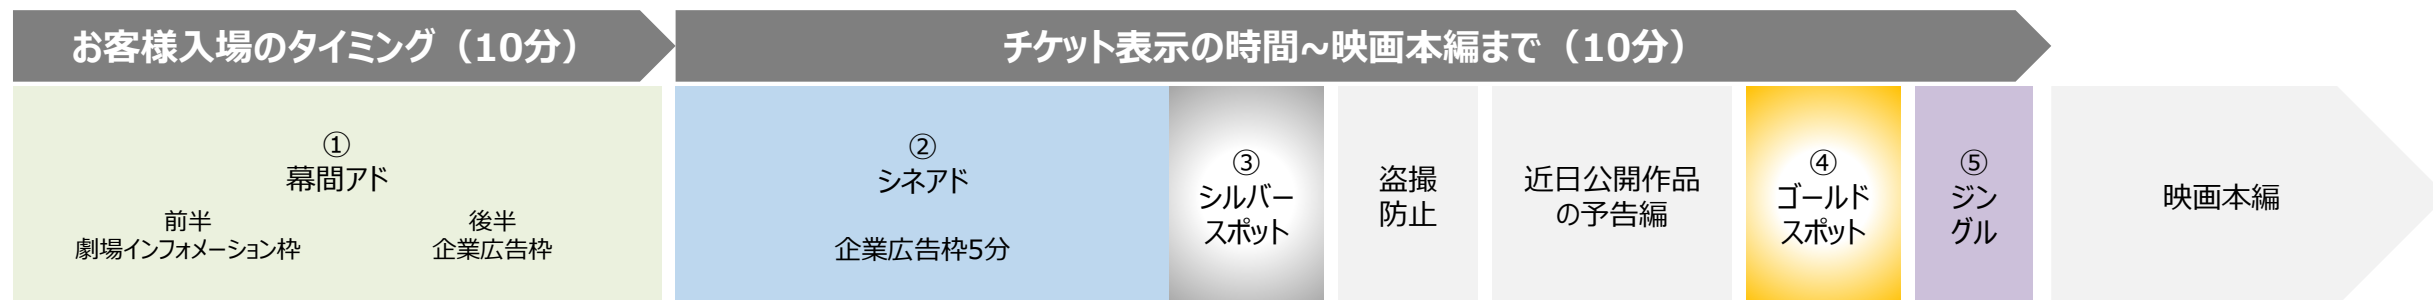 お客様入場のタイミング（10分）
チケット表示の時間～映画本編まで（10分）
①
幕間アド
前半
劇場インフォメーション枠
後半
企業広告枠
②
シネアド
企業広告枠5分
③
シルバー
スポット
盗撮
防止
近日公開作品
の予告編
④
ゴールド
スポット
⑤
ジン
グル
映画本編